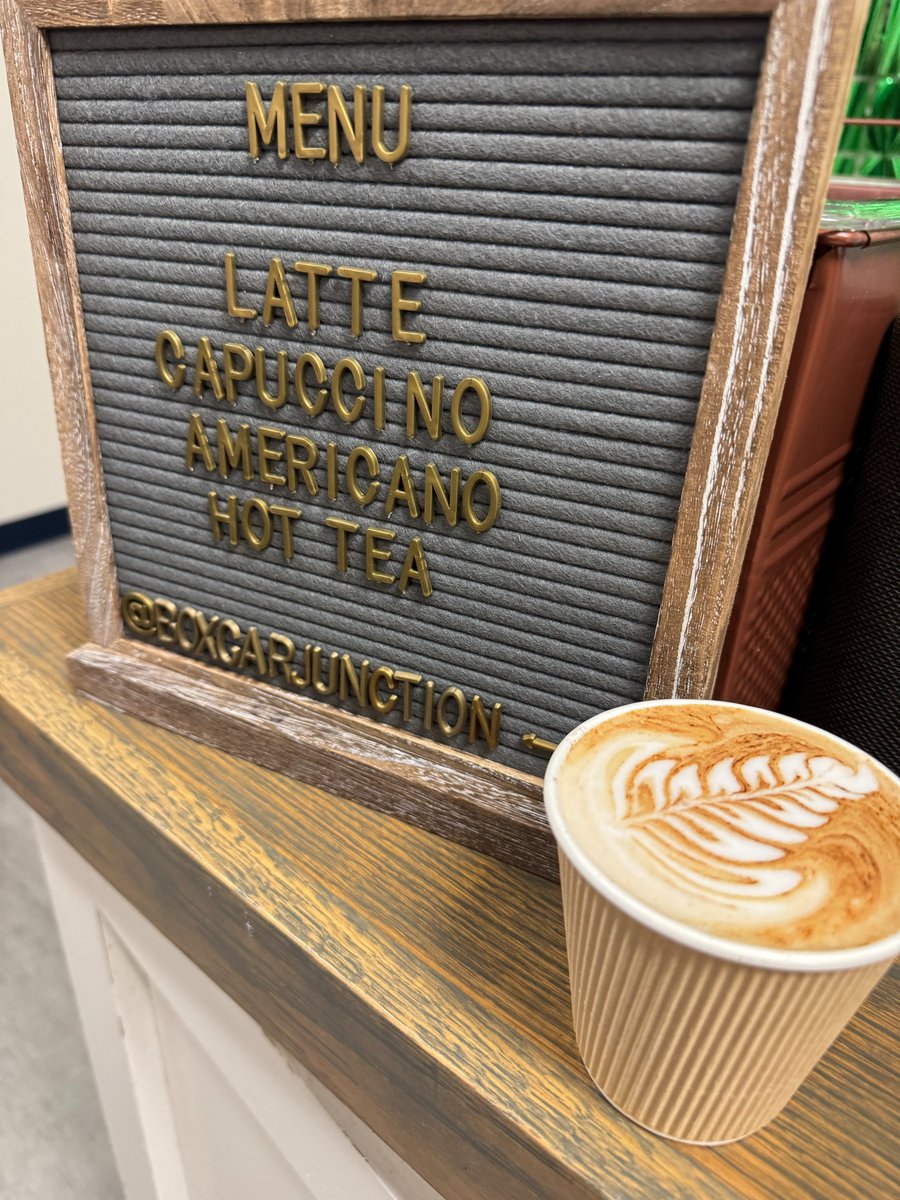 MENU
LATTE
CAPUCCINO
AMERICANO
HOT TEA
@BOXCARJUNCTION